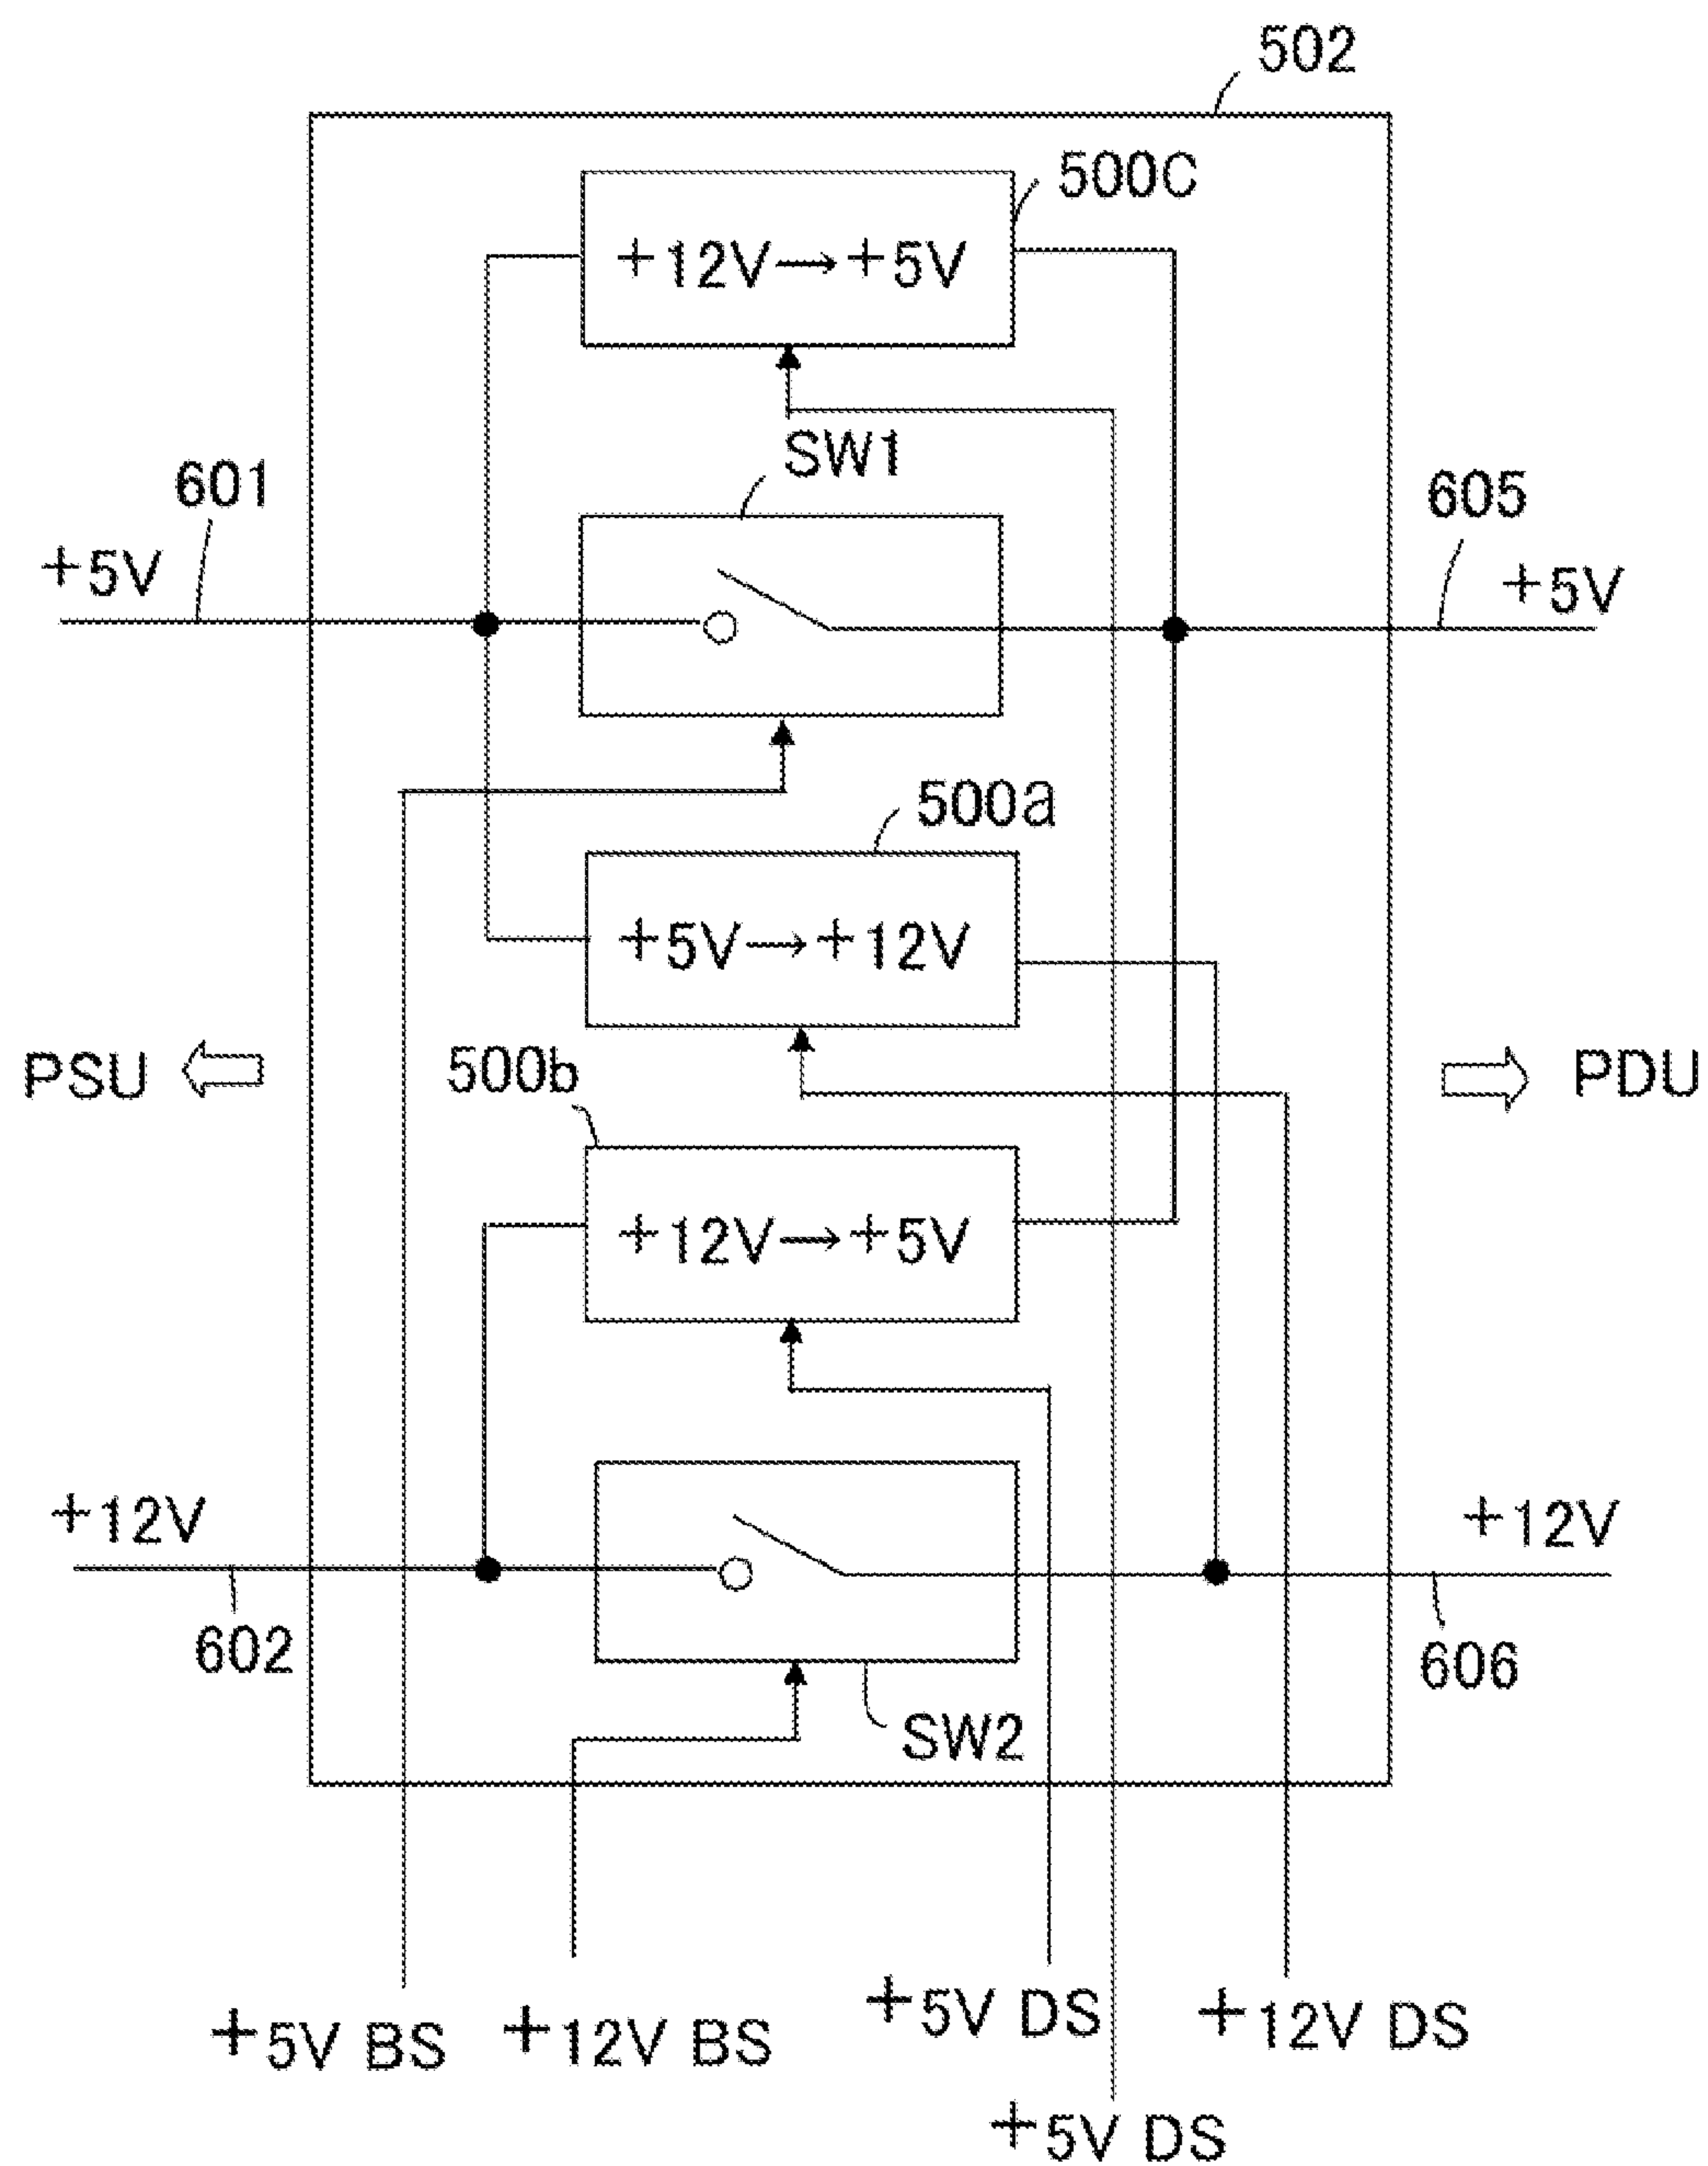 502
500C
+12V→+5V
SW1
601
605
+5V
+5V
500a
+5V→+12V
PSU
PDU
500b
+12V→+5V
+12V
+12V
602
606
SW2
+5V BS
+12V BS
+5V DS
+12V DS
+5V DS